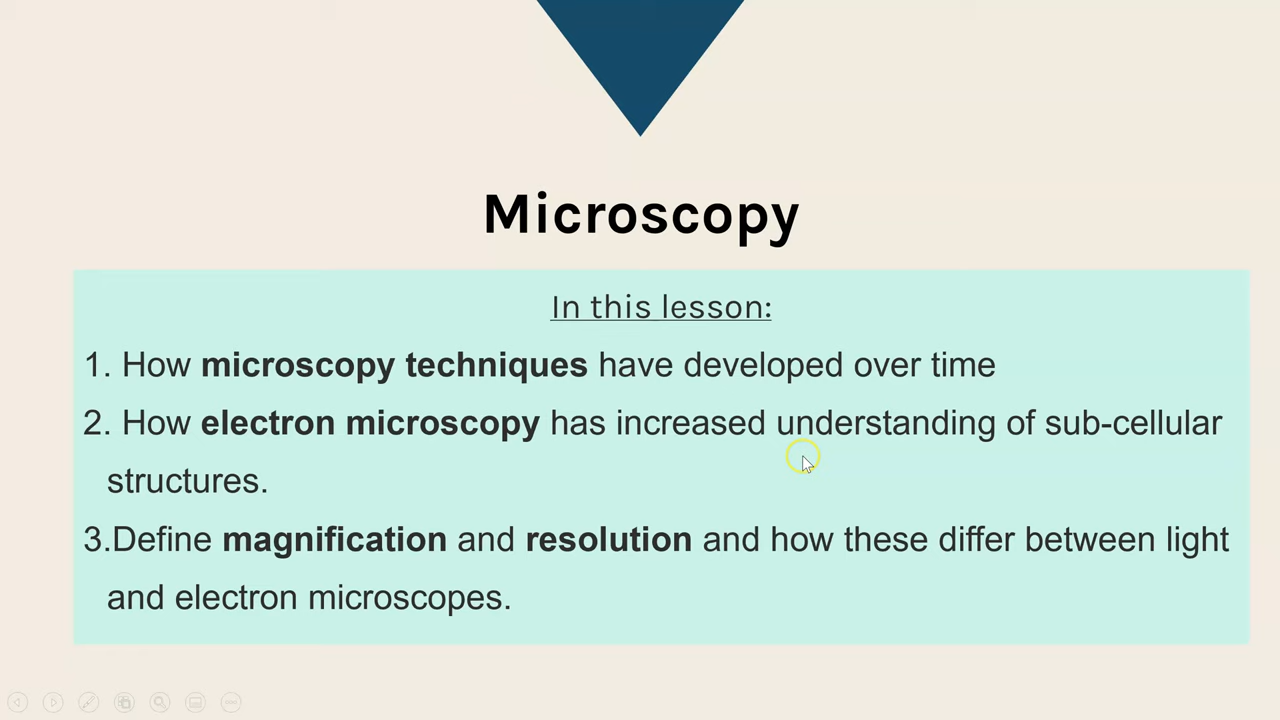 Microscopy
In this lesson:
1. How microscopy techniques have developed over time
2. How electron microscopy has increased understanding of sub-cellular
structures.
3.Define magnification and resolution and how these differ between light
and electron microscopes.